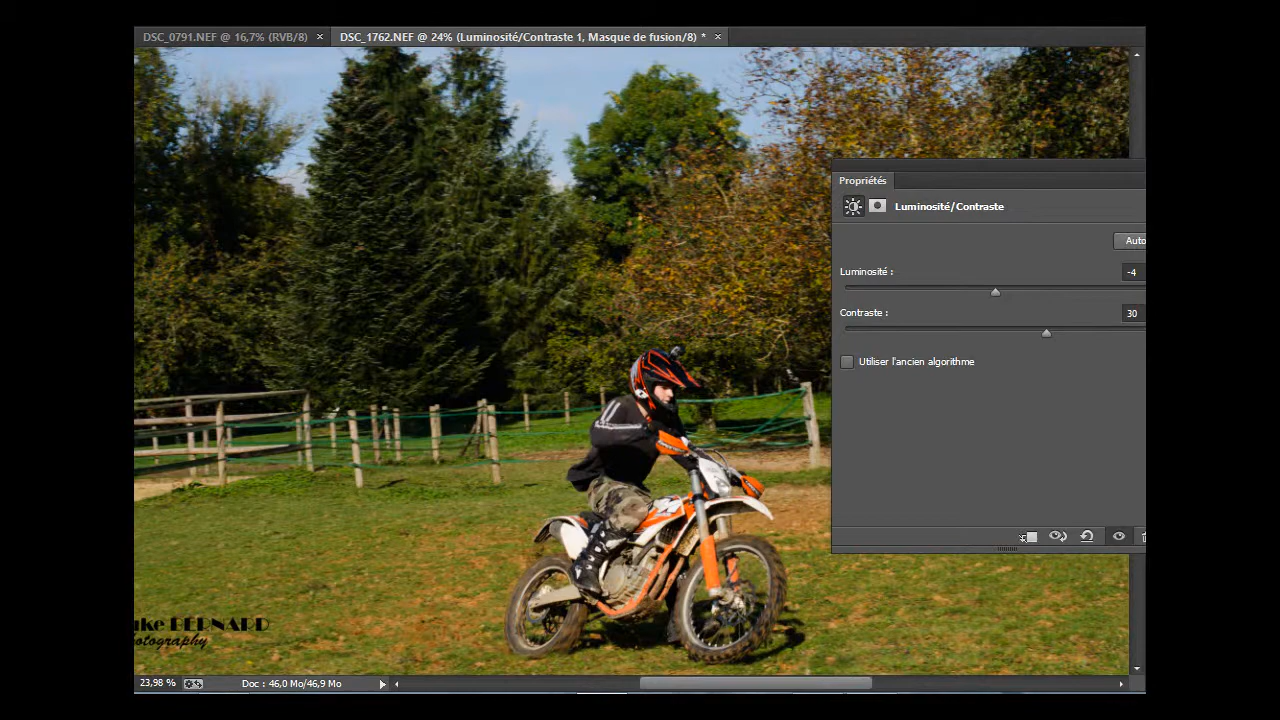 DSC_0791.NEF @ 16,7% (RVB/8) ×
DSC_1762.NEF @ 24% (Luminosité/Contraste 1, Masque de fusion/8) * ×
Propriétés
Luminosité/Contraste
Auto
Luminosité : -4
Contraste : 30
Utiliser l'ancien algorithme
BERNARD
23,98 %
Doc : 46,0 Mo/46,9 Mo